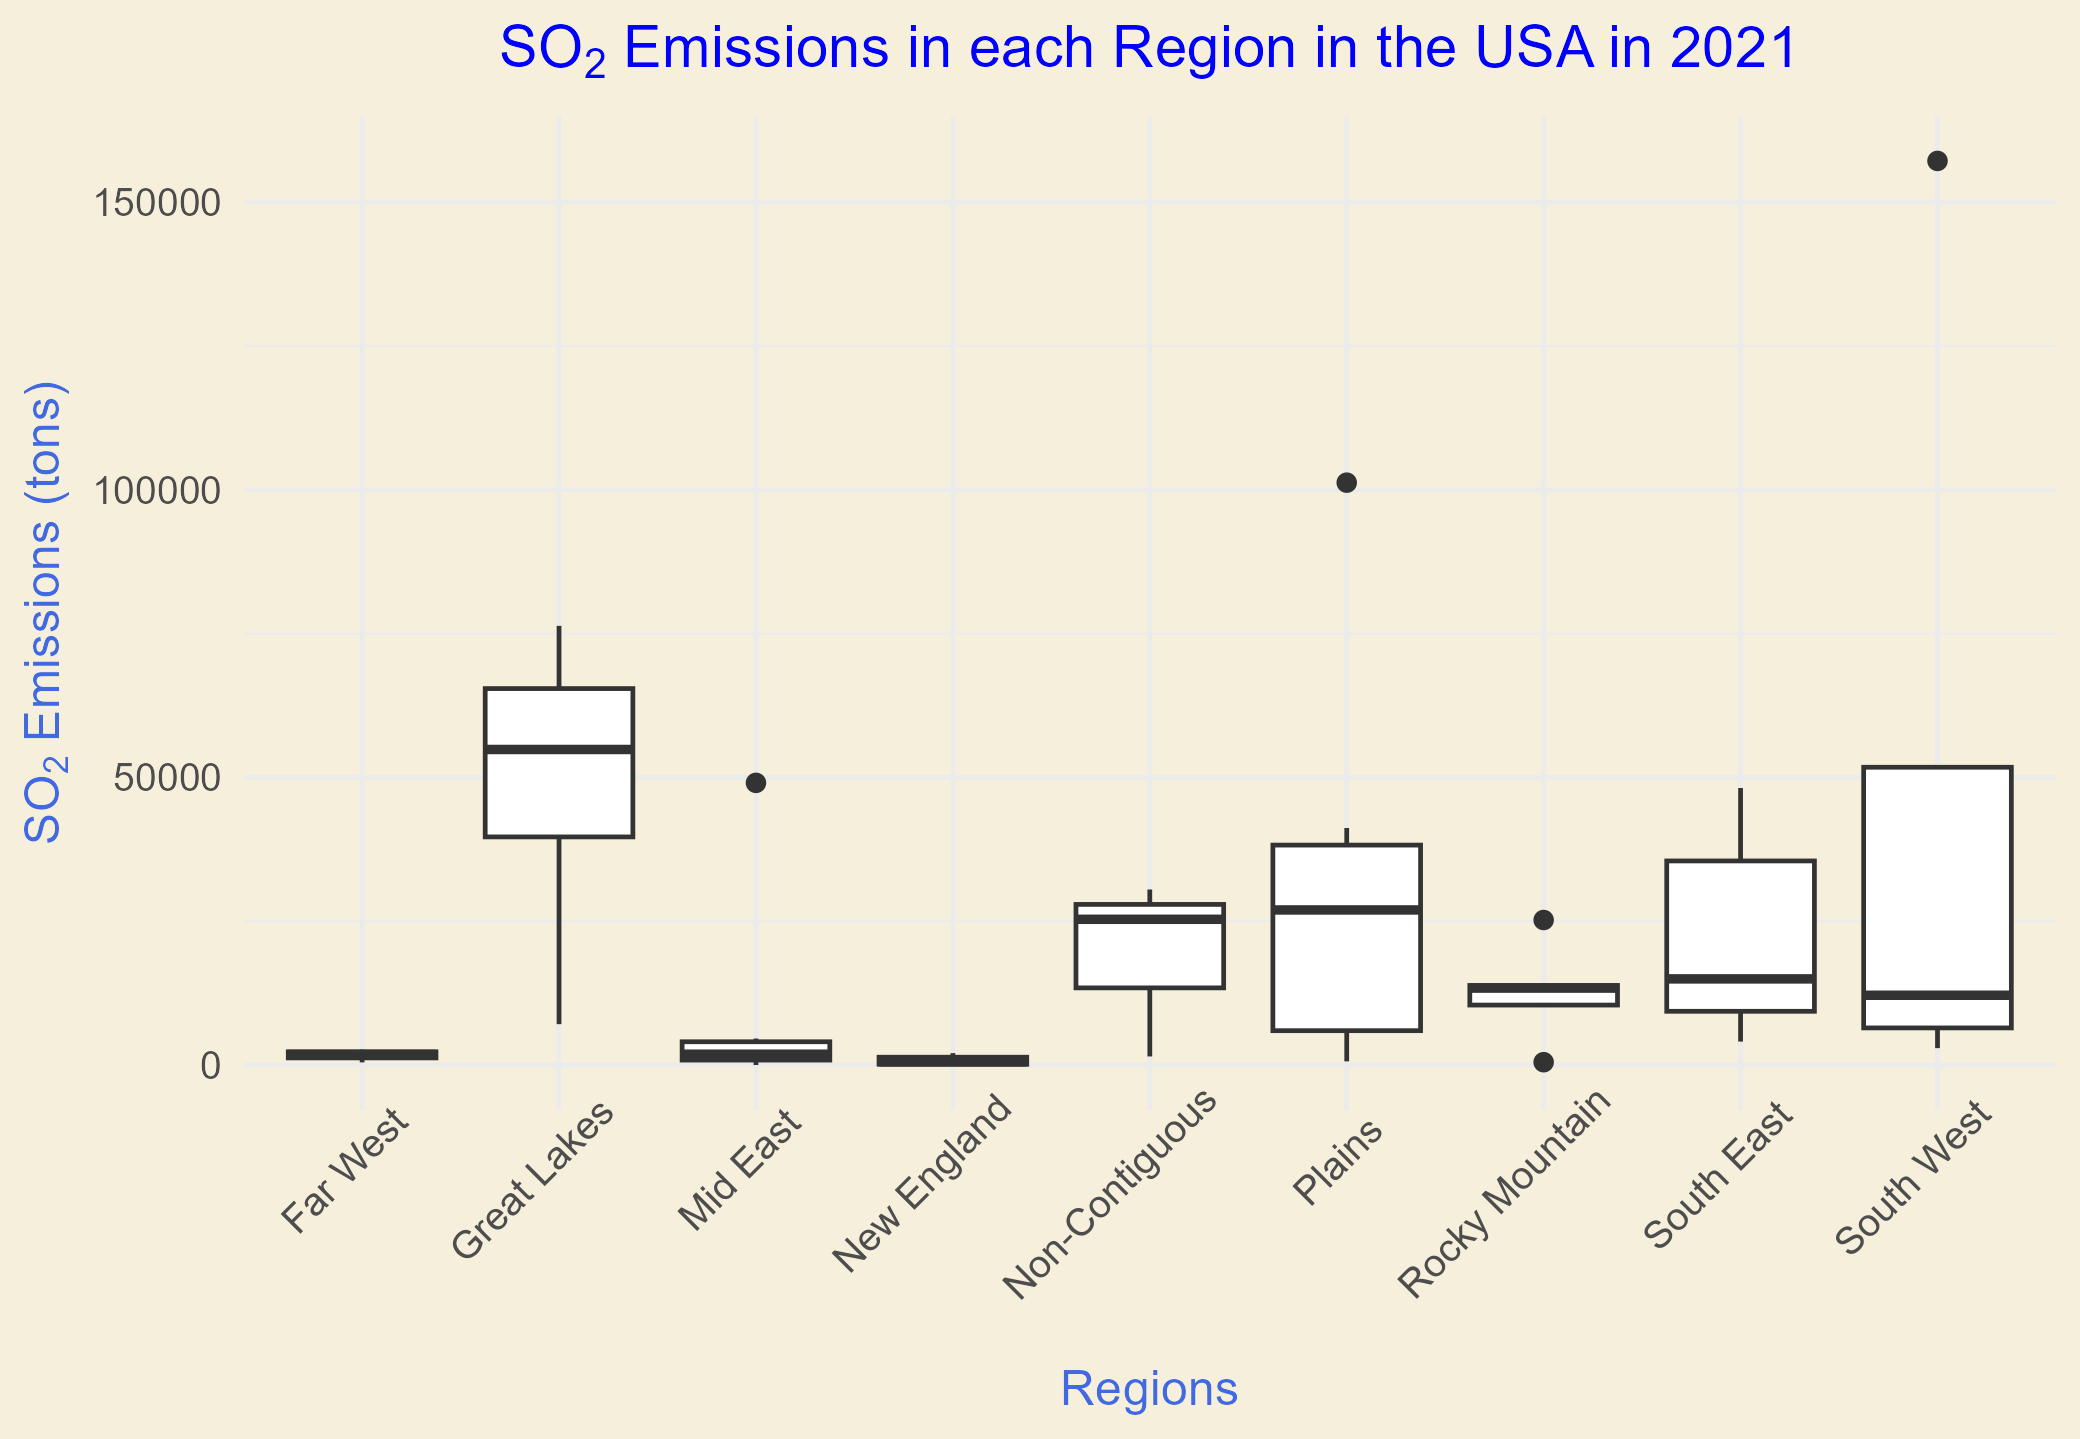 SO₂ Emissions in each Region in the USA in 2021
SO₂ Emissions (tons)
150000
100000
50000
0
Far West
Great Lakes
Mid East
New England
Non-Contiguous
Plains
Rocky Mountain
South East
South West
Regions